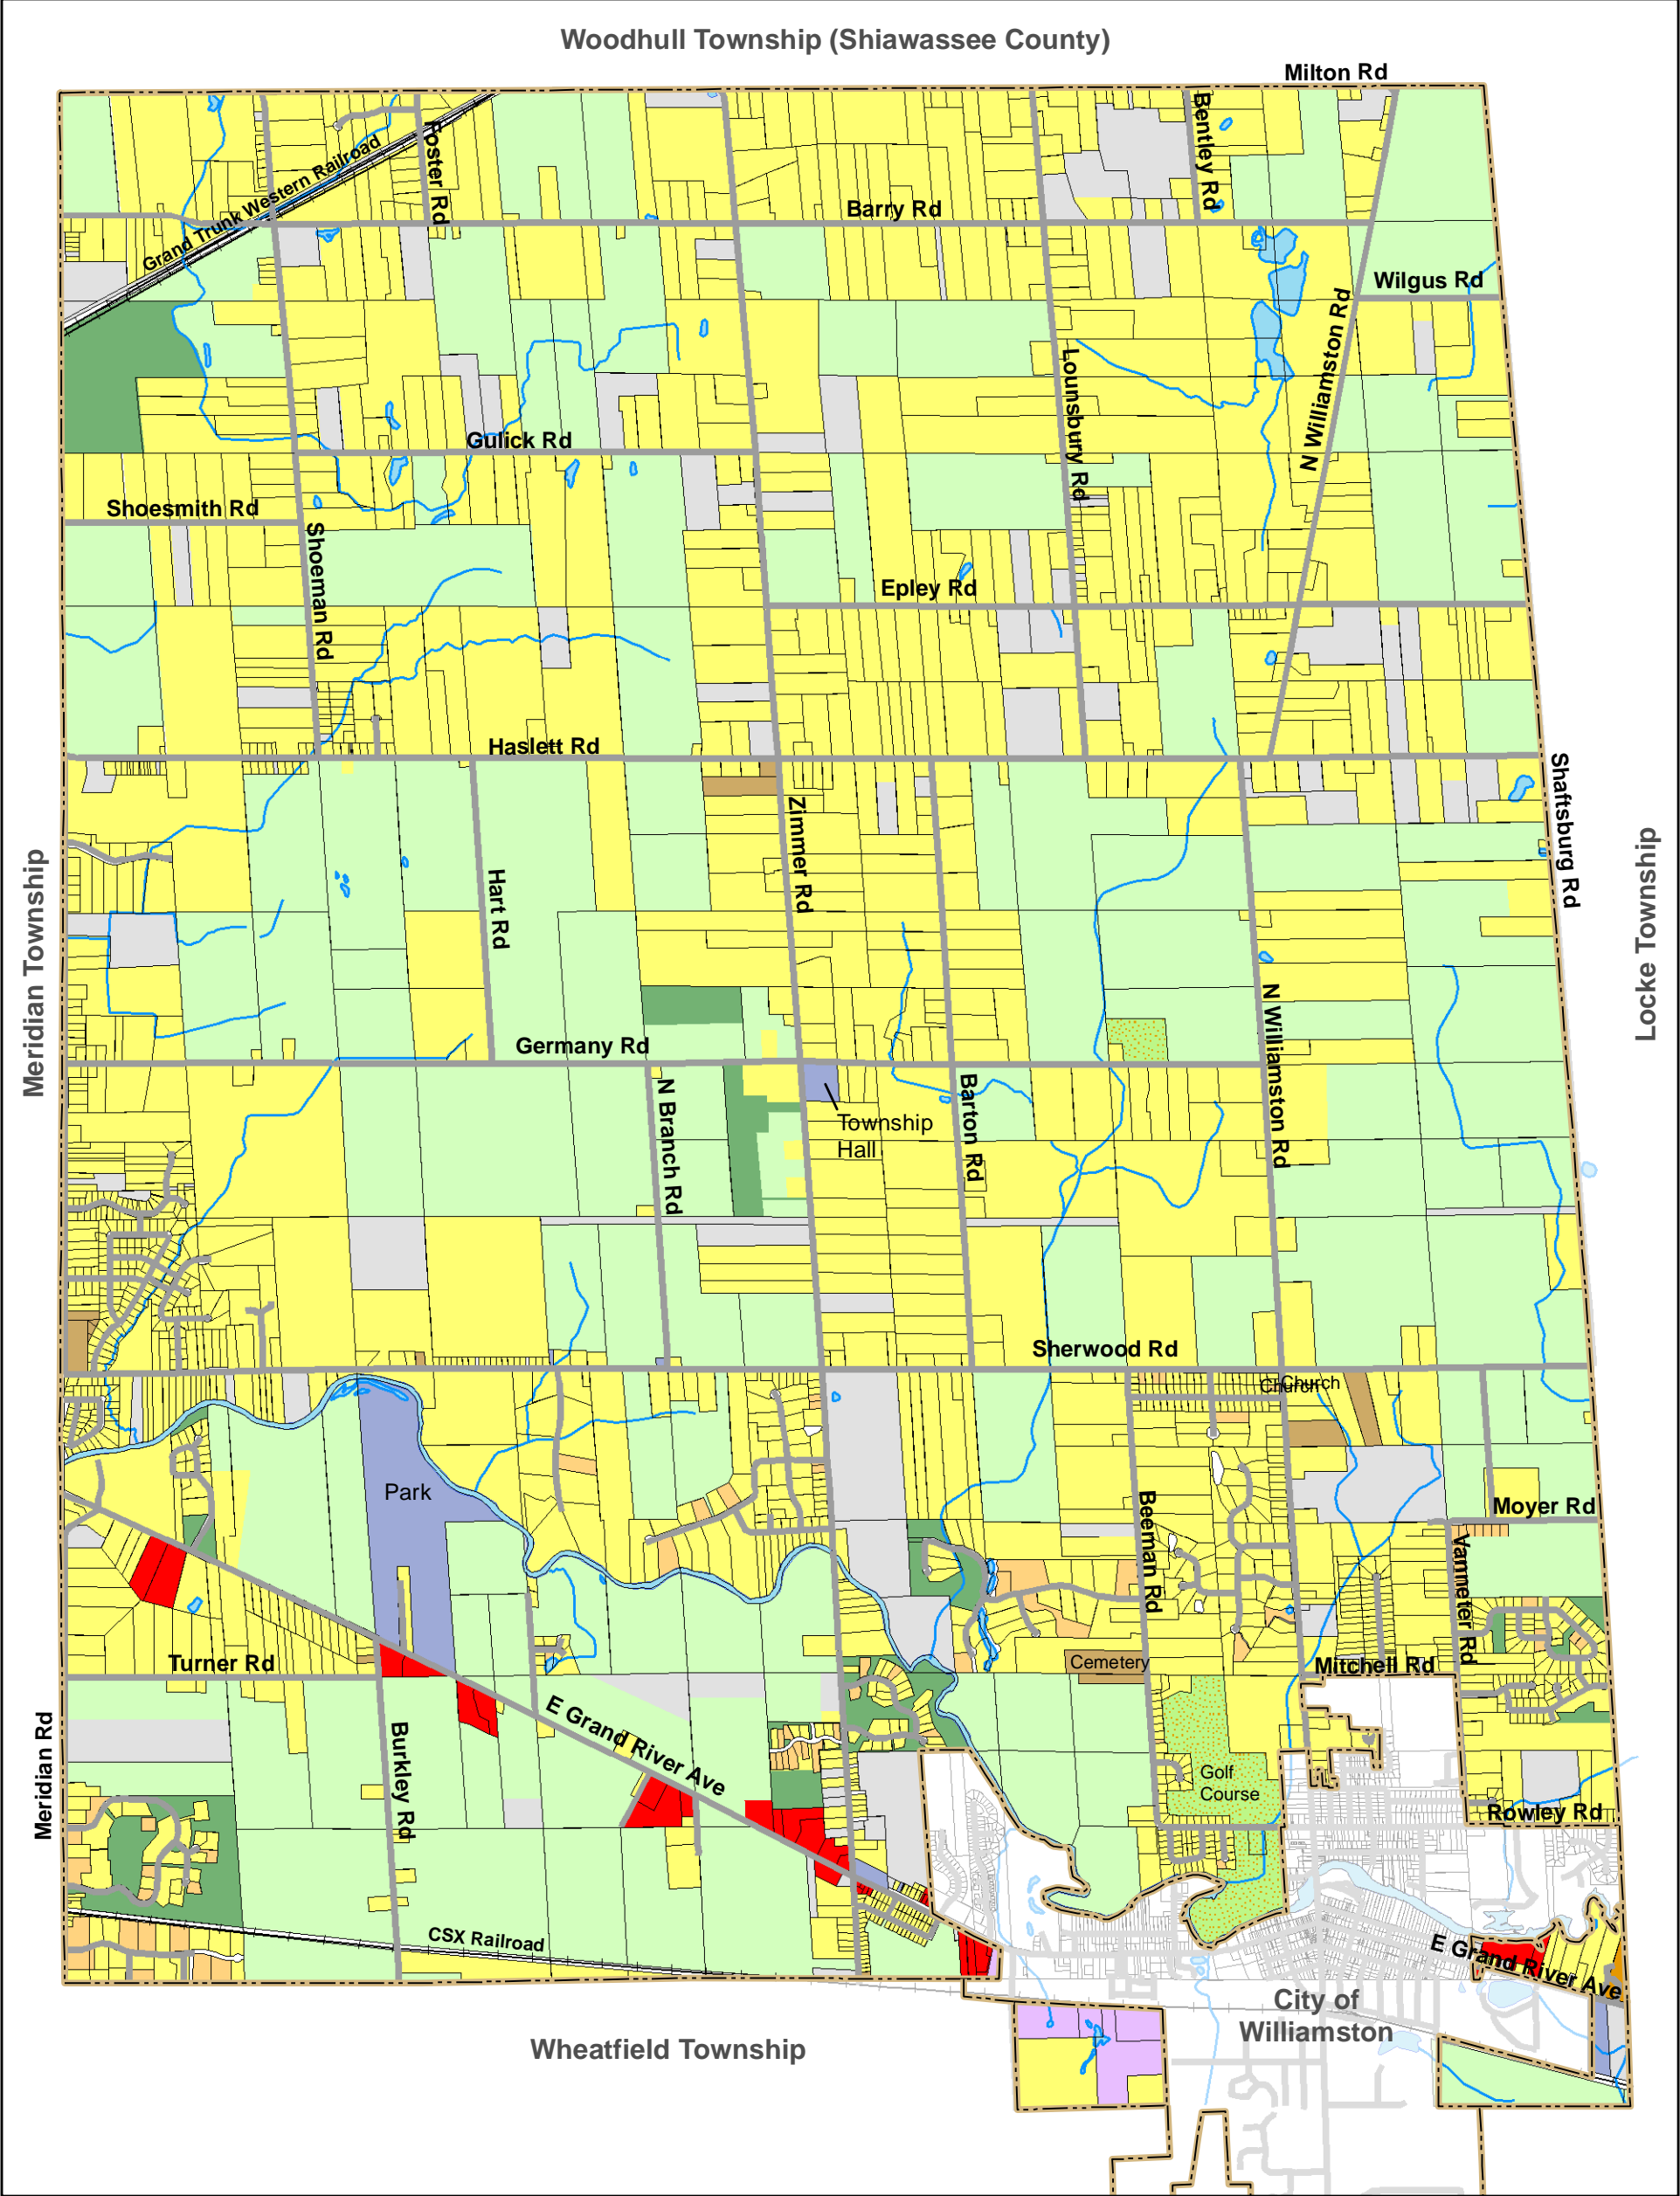 Woodhull Township (Shiawassee County)
Milton Rd
Bentley Rd
Foster Rd
Grand Trunk Western Railroad
Barry Rd
Wilgus Rd
N Williamston Rd
Lounsbury Rd
Gulick Rd
Shoesmith Rd
Shoeman Rd
Epley Rd
Haslett Rd
Shaftsburg Rd
Zimmer Rd
Hart Rd
Meridian Township
Locke Township
N Williamston Rd
Germany Rd
N Branch Rd
Barton Rd
Township
Hall
Sherwood Rd
Church
Church
Park
Beeman Rd
Moyer Rd
Vanmeter Rd
Turner Rd
Cemetery
Mitchell Rd
E Grand River Ave
Meridian Rd
Burkley Rd
Golf
Course
Rowley Rd
CSX Railroad
E Grand River Ave
City of
Williamston
Wheatfield Township